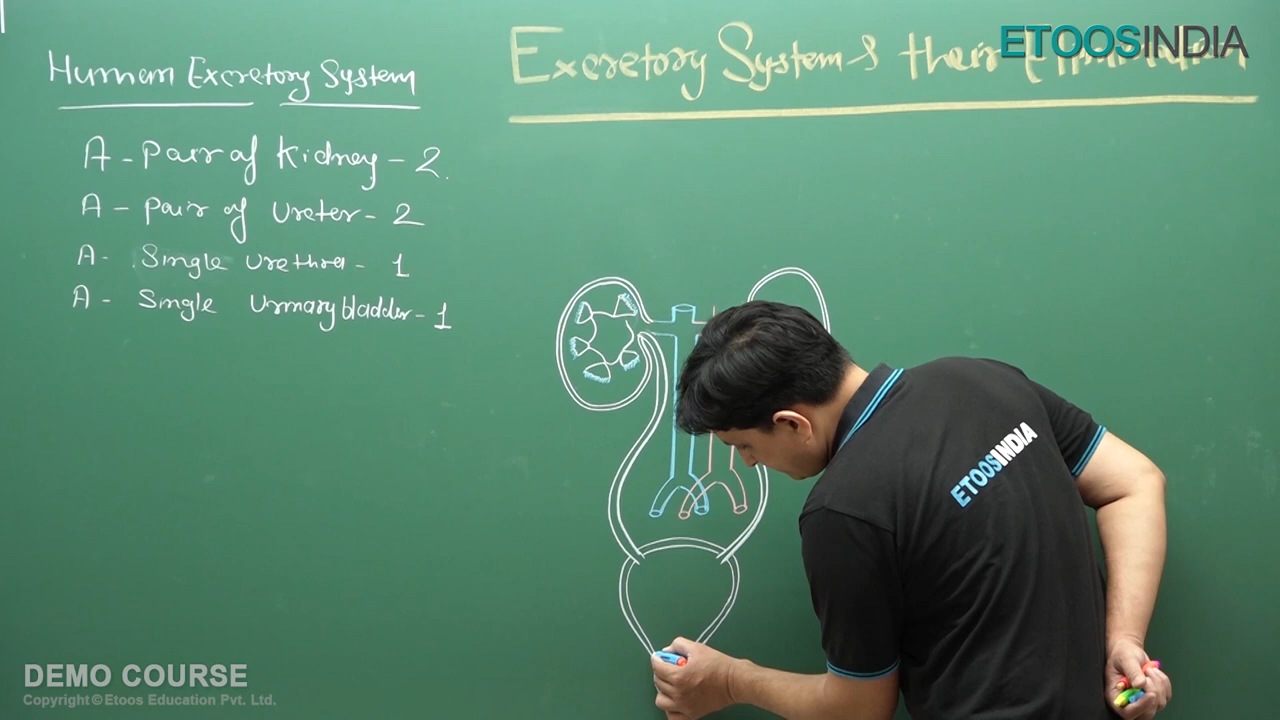 Human Excretory System
A - Pair of Kidney - 2.
A - Pair of Ureter - 2
A - Single Urethra - 1
A - Single Urinary bladder - 1
Excretory System & their
ETOOSINDIA
ETOOSINDIA
DEMO COURSE
Copyright © Etoos Education Pvt. Ltd.